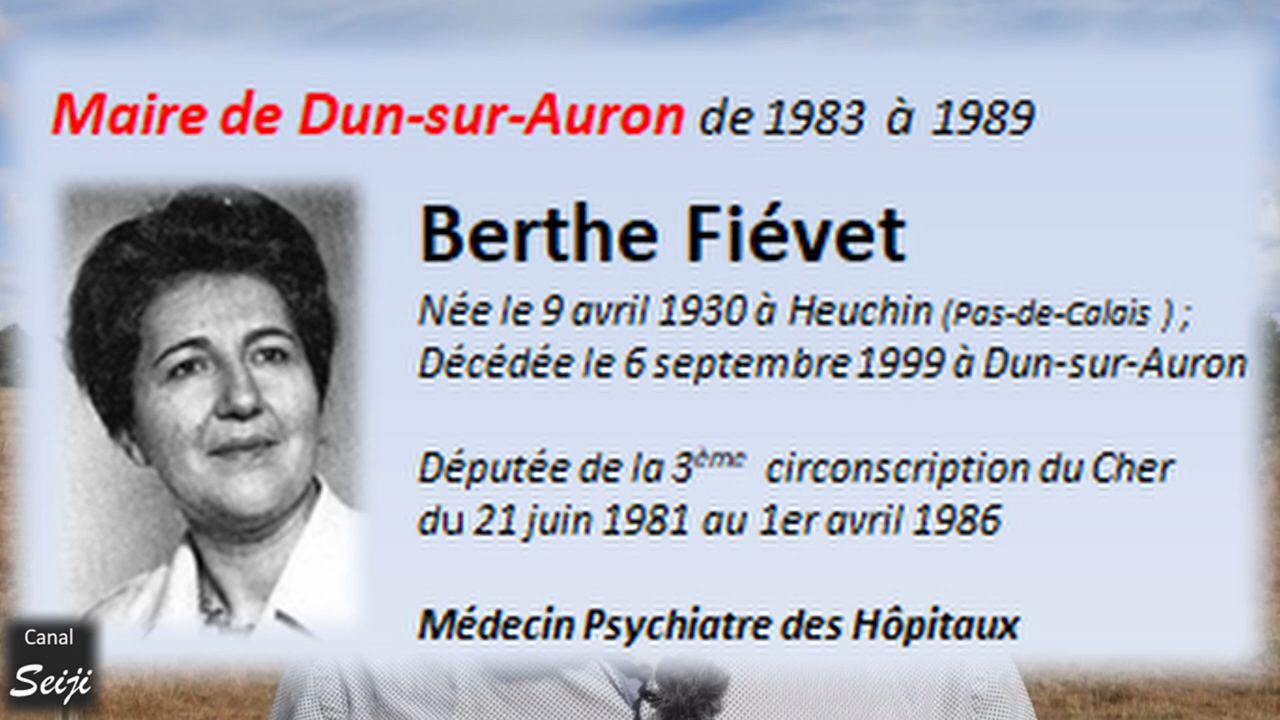 Maire de Dun-sur-Auron de 1983 à 1989
Berthe Fiévet
Née le 9 avril 1930 à Heuchin (Pas-de-Calais ) ;
Décédée le 6 septembre 1999 à Dun-sur-Auron
Députée de la 3ème circonscription du Cher
du 21 juin 1981 au 1er avril 1986
Médecin Psychiatre des Hôpitaux
Canal
Seiji